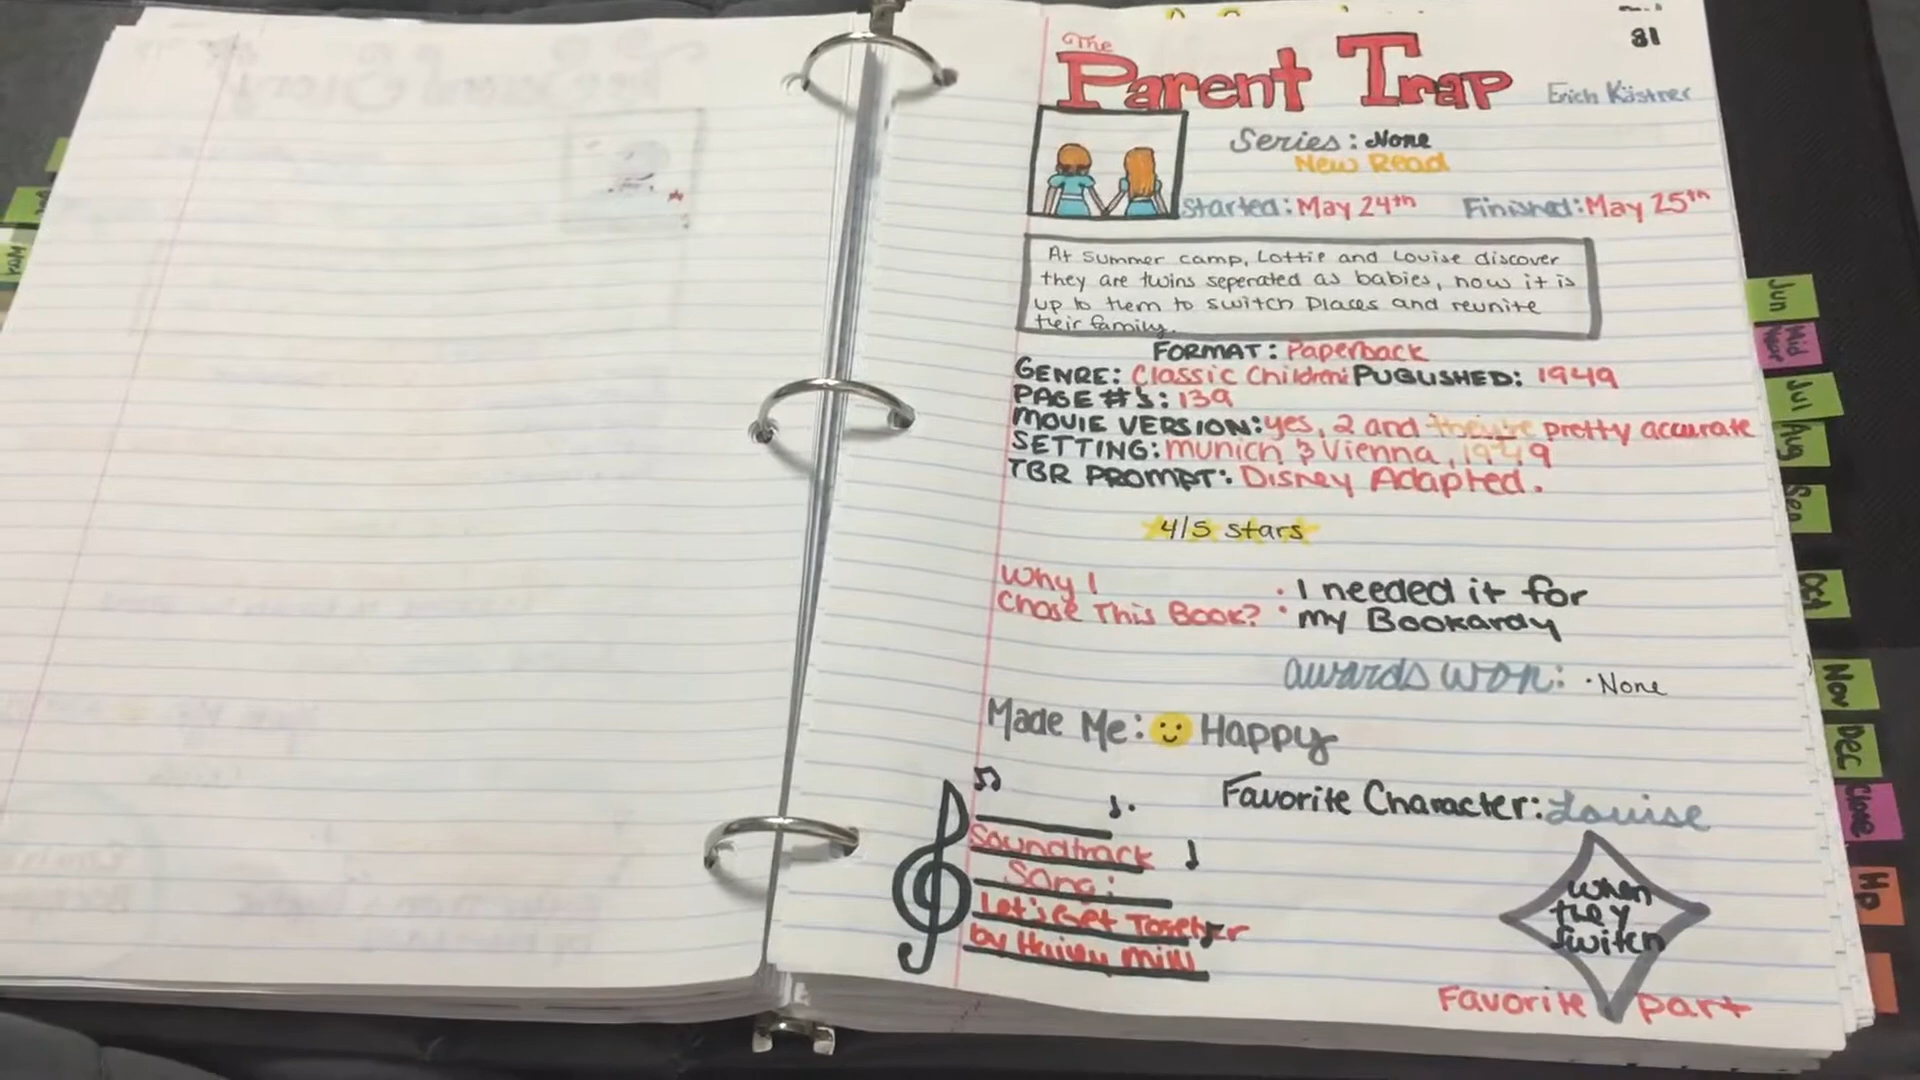 81
The
Parent Trap
Erich Kästner
Series: None
New Read
Started: May 24th Finished: May 25th
At summer camp, Lottie and Louise discover
they are twins seperated as babies, now it is
up to them to switch places and reunite
their family.
FORMAT: Paperback
GENRE: Classic Childrens PUBLISHED: 1949
PAGE #'s: 139
MOVIE VERSION: yes, 2 and they're pretty accurate
SETTING: Munich & Vienna, 1949
TBR PROMPT: Disney Adapted.
4/5 stars
Why I
Chose This Book?
· I needed it for
· my Bookardy
awards won: · None
Made Me: Happy
Favorite Character: Louise
Soundtrack
Song:
Let's Get Together
by Hailey Mill
When
they
switch
Favorite part
Jun
Mid
Year
Jul
Aug
Sep
Oct
Nov
Dec
Close
Hp